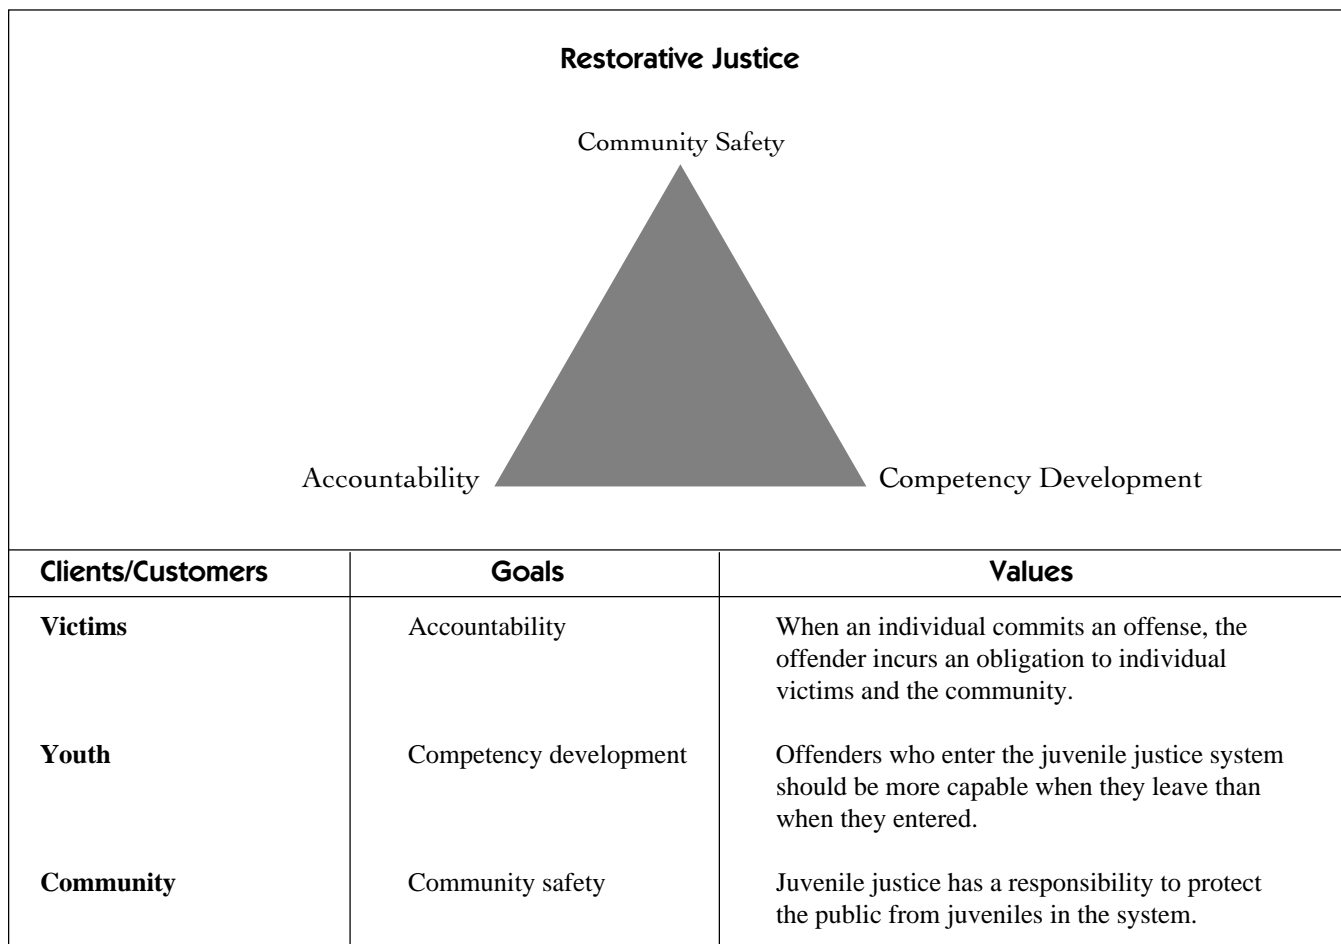 Restorative Justice
Community Safety
Accountability
Competency Development
Clients/Customers
Goals
Values
Victims
Accountability
When an individual commits an offense, the
offender incurs an obligation to individual
victims and the community.
Youth
Competency development
Offenders who enter the juvenile justice system
should be more capable when they leave than
when they entered.
Community
Community safety
Juvenile justice has a responsibility to protect
the public from juveniles in the system.